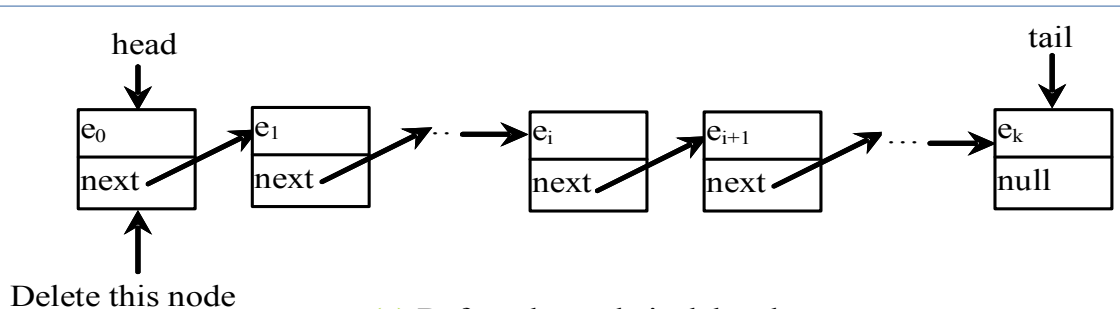 head
tail
e0
e1
..
ei
ei+1
...
ek
next
next
next
next
null
Delete this node